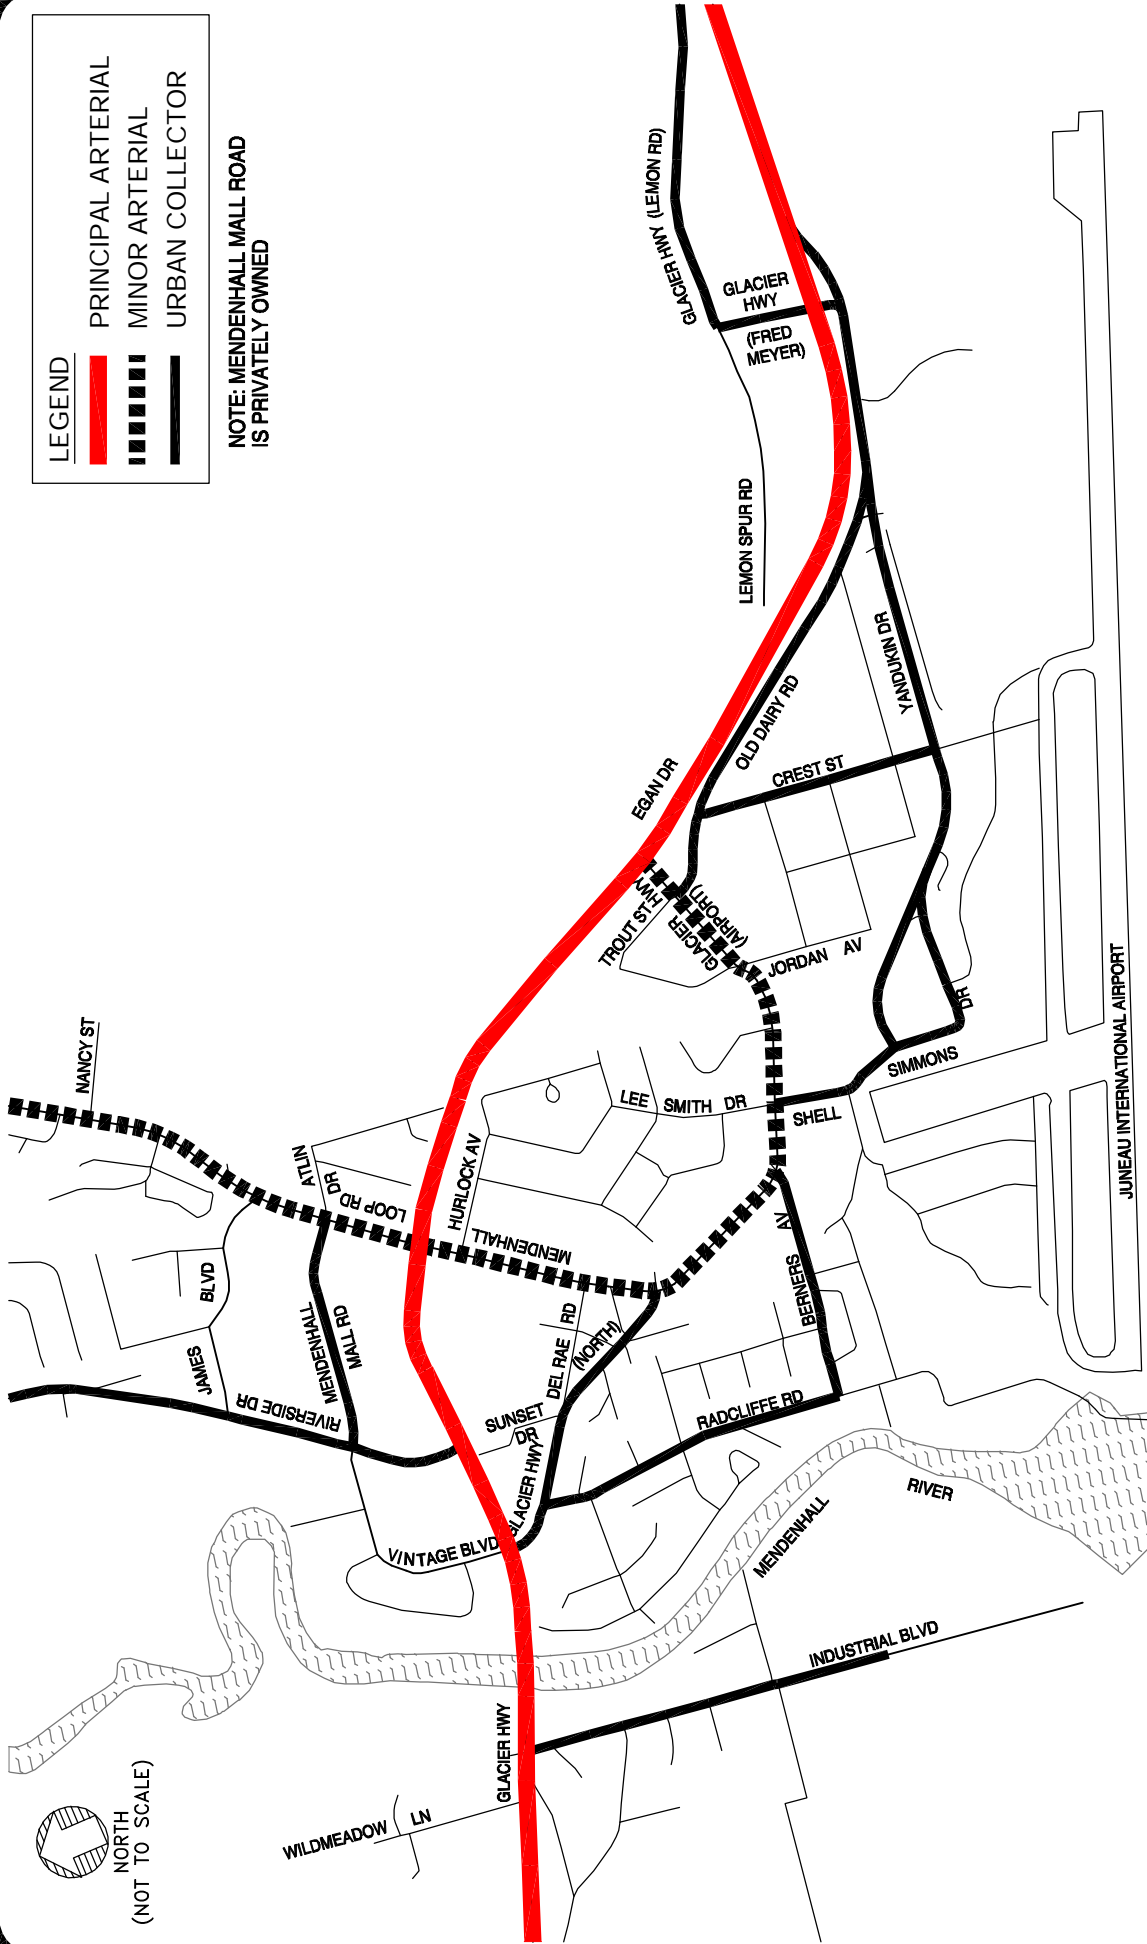 LEGEND
PRINCIPAL ARTERIAL
MINOR ARTERIAL
URBAN COLLECTOR
NOTE: MENDENHALL MALL ROAD
IS PRIVATELY OWNED
GLACIER HWY (LEMON RD)
GLACIER
HWY
(FRED
MEYER)
LEMON SPUR RD
YANDUKIN DR
OLD DAIRY RD
EGAN DR
CREST ST
TROUT ST
GLACIER HWY
(AIRPORT)
JORDAN AV
NANCY ST
LEE SMITH DR
SHELL
SIMMONS DR
JUNEAU INTERNATIONAL AIRPORT
ATLIN
DR
LOOP RD
MENDENHALL
HURLOCK AV
BERNERS AV
BLVD
JAMES
MENDENHALL
MALL RD
RIVERSIDE DR
DEL RAE RD
(NORTH)
SUNSET
DR
GLACIER HWY
RADCLIFFE RD
VINTAGE BLVD
MENDENHALL
RIVER
INDUSTRIAL BLVD
GLACIER HWY
WILDMEADOW LN
NORTH
(NOT TO SCALE)